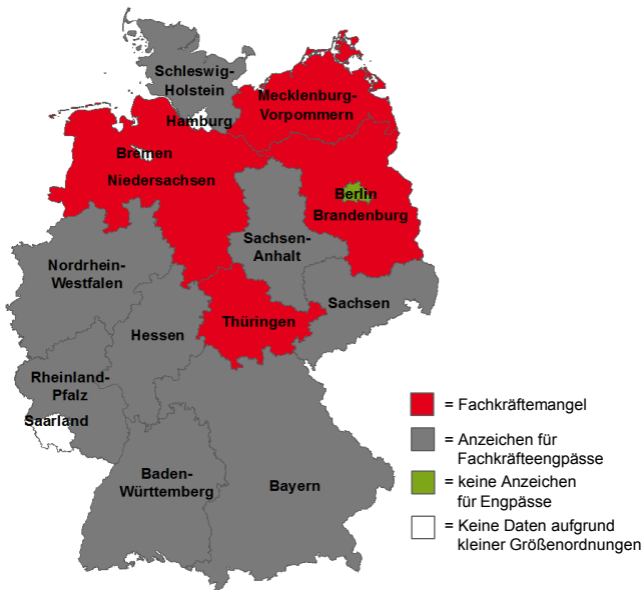 Schleswig-
Holstein
Mecklenburg-
Vorpommern
Hamburg
Bremen
Niedersachsen
Berlin
Brandenburg
Sachsen-
Anhalt
Nordrhein-
Westfalen
Sachsen
Thüringen
Hessen
Rheinland-
Pfalz
Saarland
Baden-
Württemberg
Bayern
= Fachkräftemangel
= Anzeichen für
Fachkräfteengpässe
= keine Anzeichen
für Engpässe
= Keine Daten aufgrund
kleiner Größenordnungen